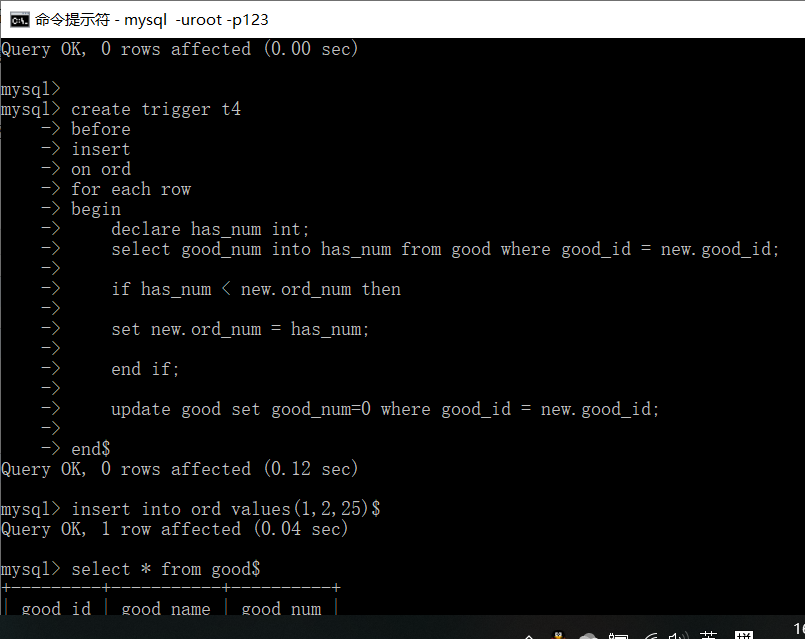 命令提示符 - mysql  -uroot -p123
Query OK, 0 rows affected (0.00 sec)
mysql>
mysql> create trigger t4
    -> before
    -> insert
    -> on ord
    -> for each row
    -> begin
    ->     declare has_num int;
    ->     select good_num into has_num from good where good_id = new.good_id;
    ->
    ->     if has_num < new.ord_num then
    ->
    ->     set new.ord_num = has_num;
    ->
    ->     end if;
    ->
    ->     update good set good_num=0 where good_id = new.good_id;
    ->
    -> end$
Query OK, 0 rows affected (0.12 sec)
mysql> insert into ord values(1,2,25)$
Query OK, 1 row affected (0.04 sec)
mysql> select * from good$
+---------+-----------+----------+
| good_id | good_name | good_num |
英 拼